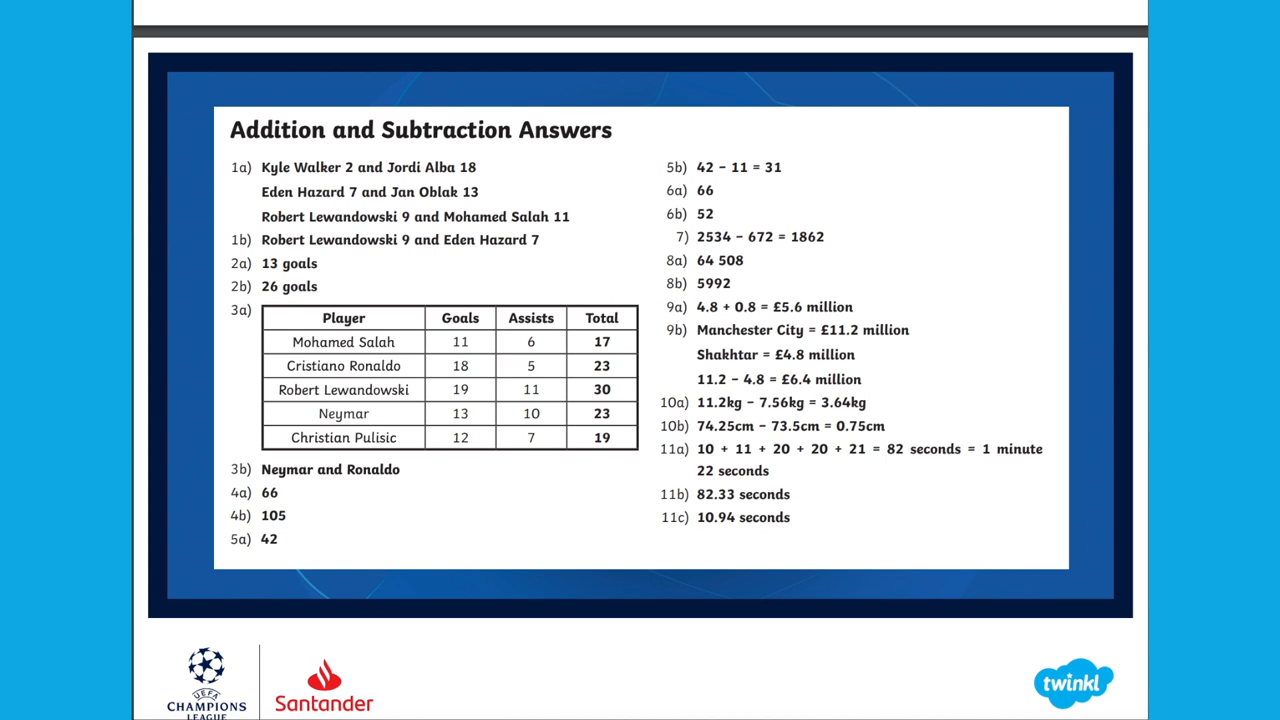 Addition and Subtraction Answers
1a) Kyle Walker 2 and Jordi Alba 18
Eden Hazard 7 and Jan Oblak 13
Robert Lewandowski 9 and Mohamed Salah 11
1b) Robert Lewandowski 9 and Eden Hazard 7
2a) 13 goals
2b) 26 goals
3a)
Player Goals Assists Total
Mohamed Salah 11 6 17
Cristiano Ronaldo 18 5 23
Robert Lewandowski 19 11 30
Neymar 13 10 23
Christian Pulisic 12 7 19
3b) Neymar and Ronaldo
4a) 66
4b) 105
5a) 42
5b) 42 – 11 = 31
6a) 66
6b) 52
7) 2534 – 672 = 1862
8a) 64 508
8b) 5992
9a) 4.8 + 0.8 = £5.6 million
9b) Manchester City = £11.2 million
Shakhtar = £4.8 million
11.2 – 4.8 = £6.4 million
10a) 11.2kg – 7.56kg = 3.64kg
10b) 74.25cm – 73.5cm = 0.75cm
11a) 10 + 11 + 20 + 20 + 21 = 82 seconds = 1 minute
22 seconds
11b) 82.33 seconds
11c) 10.94 seconds
UEFA
CHAMPIONS
LEAGUE
Santander
twinkl